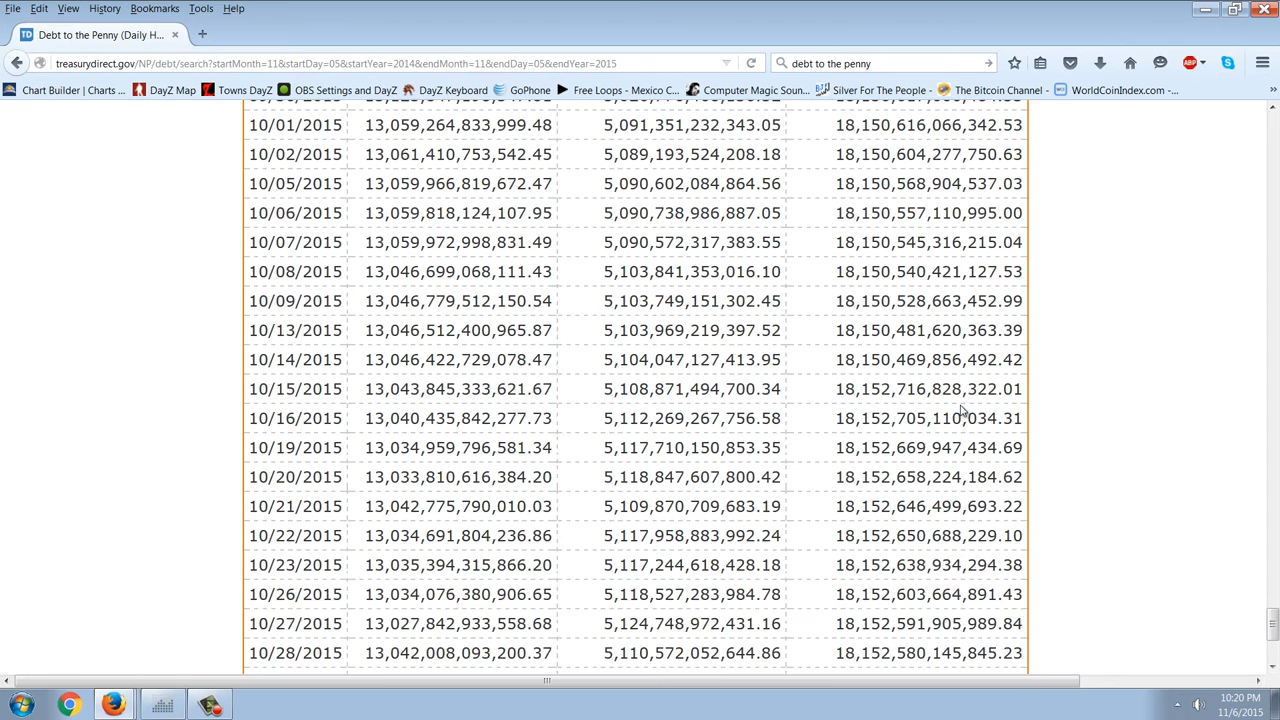 File Edit View History Bookmarks Tools Help
TD Debt to the Penny (Daily H... × +
treasurydirect.gov/NP/debt/search?startMonth=11&startDay=05&startYear=2014&endMonth=11&endDay=05&endYear=2015 debt to the penny ABP
Chart Builder | Charts ... DayZ Map Towns DayZ OBS Settings and DayZ DayZ Keyboard GoPhone Free Loops - Mexico C... Computer Magic Soun... Silver For The People - ... The Bitcoin Channel - ... WorldCoinIndex.com -...
10/01/2015 13,059,264,833,999.48 5,091,351,232,343.05 18,150,616,066,342.53
10/02/2015 13,061,410,753,542.45 5,089,193,524,208.18 18,150,604,277,750.63
10/05/2015 13,059,966,819,672.47 5,090,602,084,864.56 18,150,568,904,537.03
10/06/2015 13,059,818,124,107.95 5,090,738,986,887.05 18,150,557,110,995.00
10/07/2015 13,059,972,998,831.49 5,090,572,317,383.55 18,150,545,316,215.04
10/08/2015 13,046,699,068,111.43 5,103,841,353,016.10 18,150,540,421,127.53
10/09/2015 13,046,779,512,150.54 5,103,749,151,302.45 18,150,528,663,452.99
10/13/2015 13,046,512,400,965.87 5,103,969,219,397.52 18,150,481,620,363.39
10/14/2015 13,046,422,729,078.47 5,104,047,127,413.95 18,150,469,856,492.42
10/15/2015 13,043,845,333,621.67 5,108,871,494,700.34 18,152,716,828,322.01
10/16/2015 13,040,435,842,277.73 5,112,269,267,756.58 18,152,705,110,034.31
10/19/2015 13,034,959,796,581.34 5,117,710,150,853.35 18,152,669,947,434.69
10/20/2015 13,033,810,616,384.20 5,118,847,607,800.42 18,152,658,224,184.62
10/21/2015 13,042,775,790,010.03 5,109,870,709,683.19 18,152,646,499,693.22
10/22/2015 13,034,691,804,236.86 5,117,958,883,992.24 18,152,650,688,229.10
10/23/2015 13,035,394,315,866.20 5,117,244,618,428.18 18,152,638,934,294.38
10/26/2015 13,034,076,380,906.65 5,118,527,283,984.78 18,152,603,664,891.43
10/27/2015 13,027,842,933,558.68 5,124,748,972,431.16 18,152,591,905,989.84
10/28/2015 13,042,008,093,200.37 5,110,572,052,644.86 18,152,580,145,845.23
10:20 PM
11/6/2015